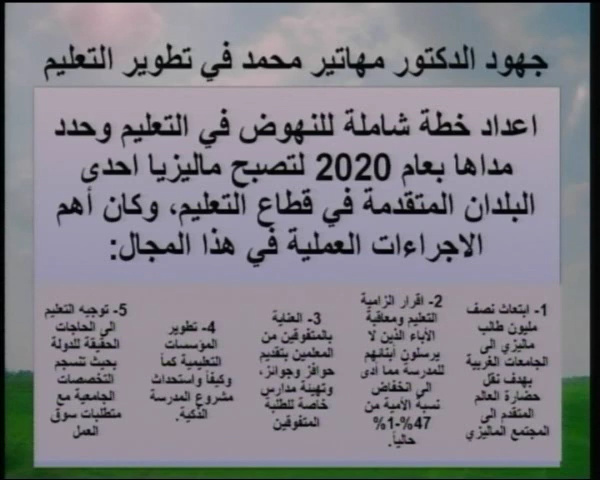 جهود الدكتور مهاتير محمد في تطوير التعليم
اعداد خطة شاملة للنهوض في التعليم وحدد
مداها بعام 2020 لتصبح ماليزيا احدى
البلدان المتقدمة في قطاع التعليم، وكان أهم
الاجراءات العملية في هذا المجال:
1- ابتعاث نصف
مليون طالب
ماليزي الى
الجامعات الغربية
بهدف نقل
حضارة العالم
المتقدم الى
المجتمع الماليزي
2- اقرار الزامية
التعليم ومعاقبة
الأباء الذين لا
يرسلون أبنائهم
للمدرسة مما أدى
الى انخفاض
نسبة الأمية من
47%-1%
حالياً.
3- العناية
بالمتفوقين من
المعلمين بتقديم
حوافز وجوائز،
وتهيئة مدارس
خاصة للطلبة
المتفوقين
4- تطوير
المؤسسات
التعليمية كماً
وكيفاً واستحداث
مشروع المدرسة
الذكية.
5- توجيه التعليم
الى الحاجات
الحقيقة للدولة
بحيث تنسجم
التخصصات
الجامعية مع
متطلبات سوق
العمل